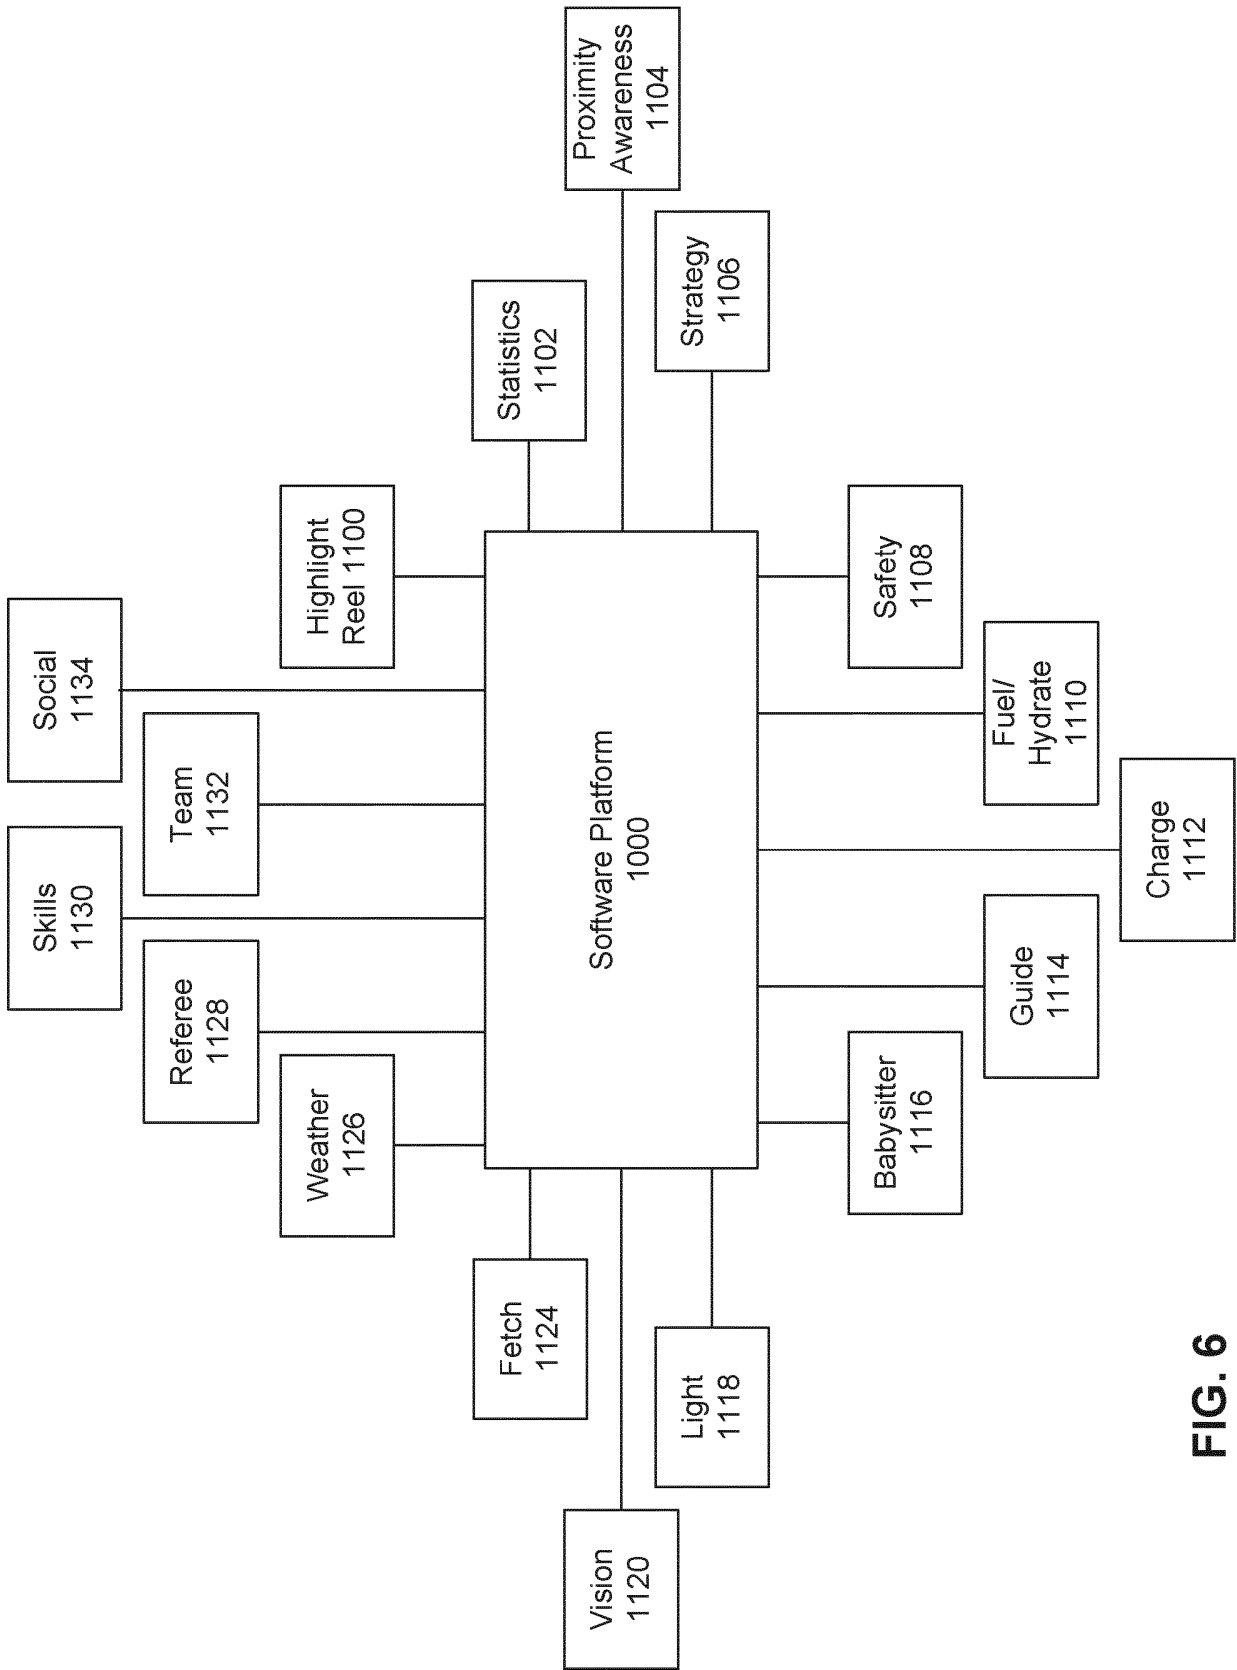 Skills
1130
Social
1134
Referee
1128
Team
1132
Weather
1126
Highlight
Reel 1100
Fetch
1124
Statistics
1102
Vision
1120
Software Platform
1000
Proximity
Awareness
1104
Light
1118
Strategy
1106
Babysitter
1116
Safety
1108
Guide
1114
Fuel/
Hydrate
1110
Charge
1112
FIG. 6